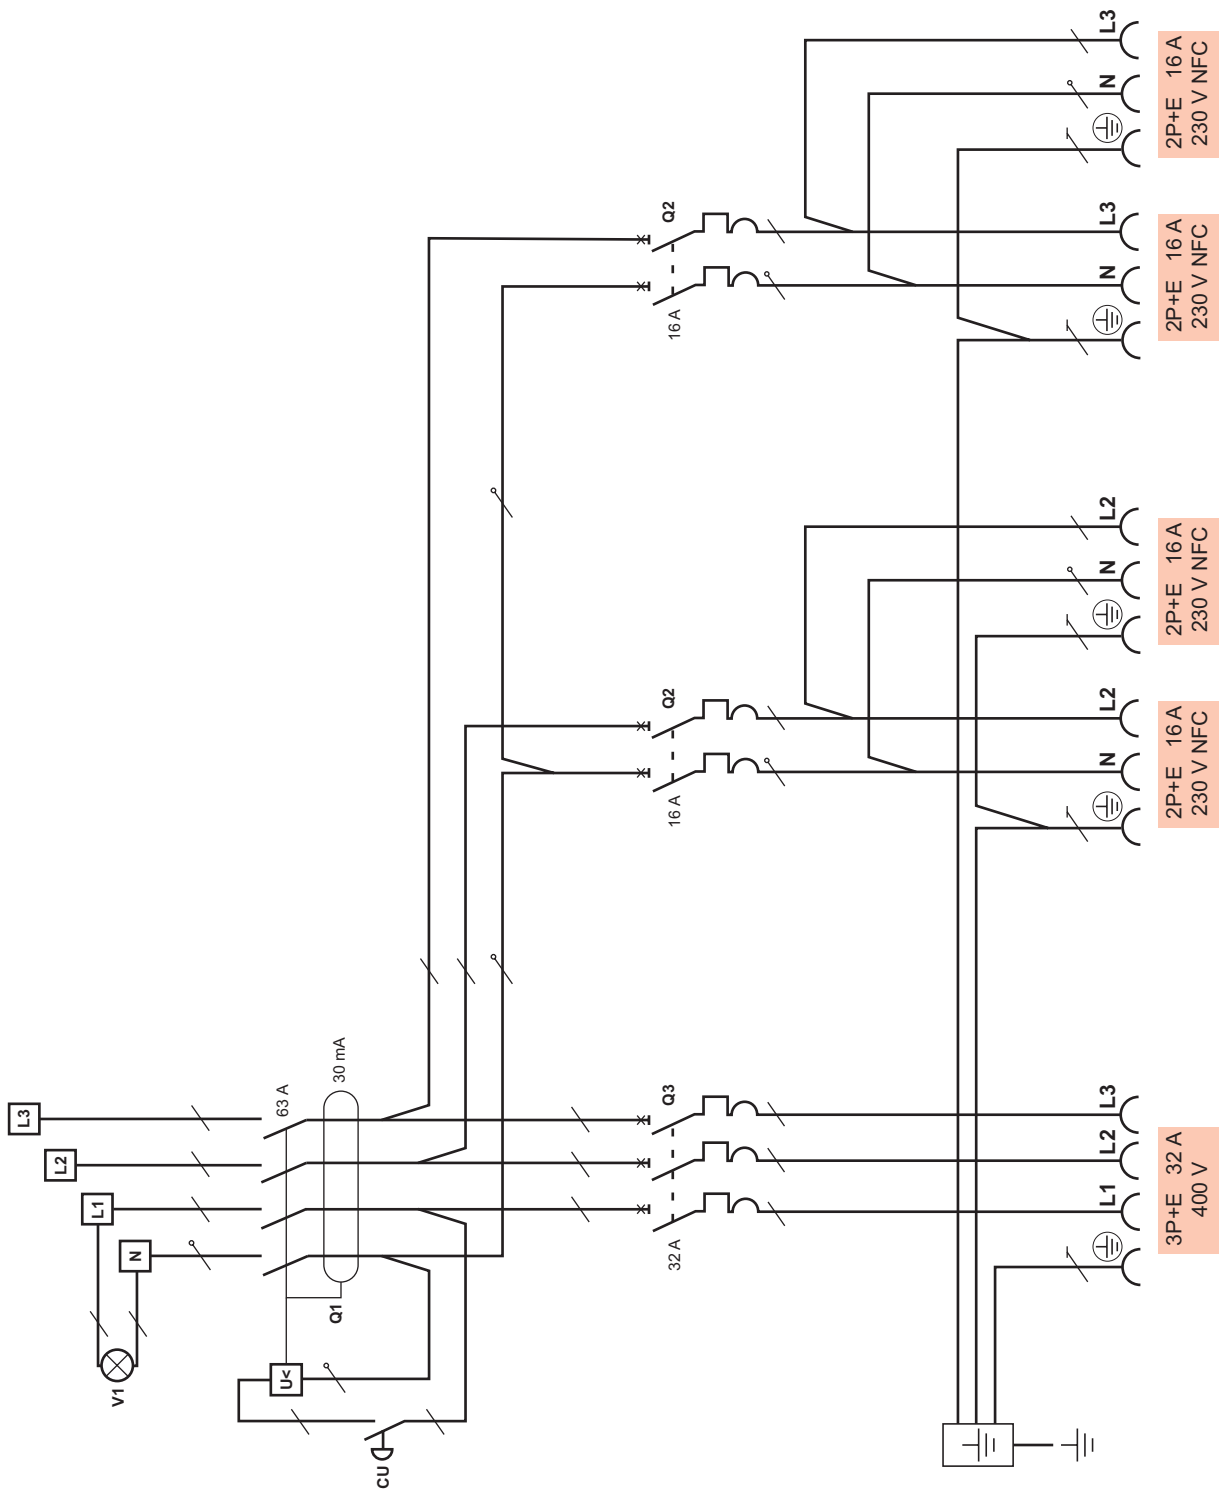 L3
L2
L1
V1
N
U<
63 A
Q1
30 mA
CU
Q3
Q2
Q2
32 A
16 A
16 A
L1
L2
L3
N
L2
N
L2
N
L3
N
L3
3P+E 32 A
400 V
2P+E 16 A
230 V NFC
2P+E 16 A
230 V NFC
2P+E 16 A
230 V NFC
2P+E 16 A
230 V NFC